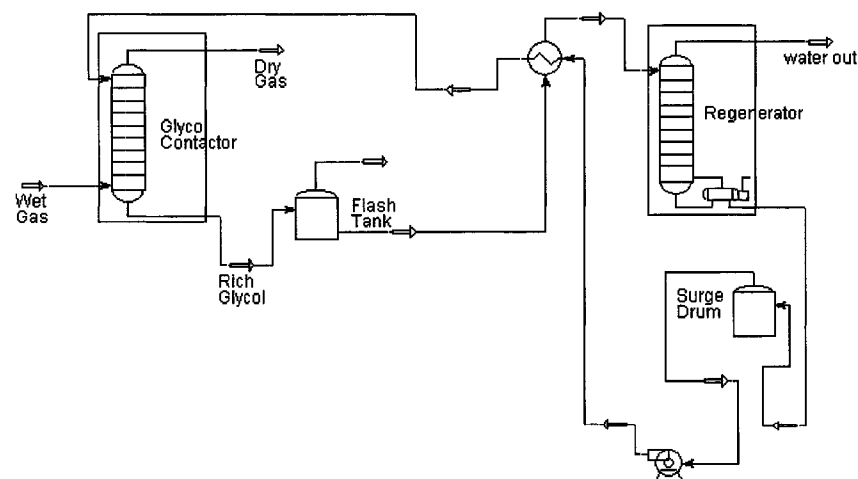 Dry
Gas
water out
Glyco
Contactor
Regenerator
Wet
Gas
Flash
Tank
Rich
Glycol
Surge
Drum